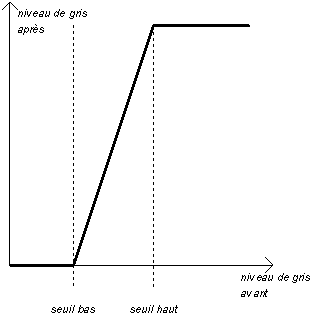 niveau de gris
après
niveau de gris
avant
seuil bas
seuil haut